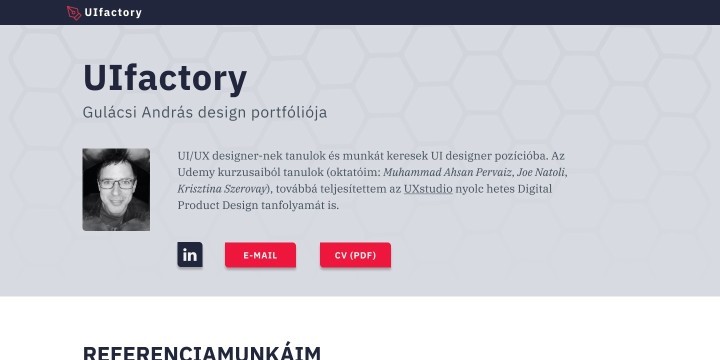 UIfactory
UIfactory
Gulácsi András design portfóliója
UI/UX designer-nek tanulok és munkát keresek UI designer pozícióba. Az
Udemy kurzusaiból tanulok (oktatóim: Muhammad Ahsan Pervaiz, Joe Natoli,
Krisztina Szerovay), továbbá teljesítettem az UXstudio nyolc hetes Digital
Product Design tanfolyamát is.
in
E-MAIL
CV (PDF)
REFERENCIAMUNKÁIM